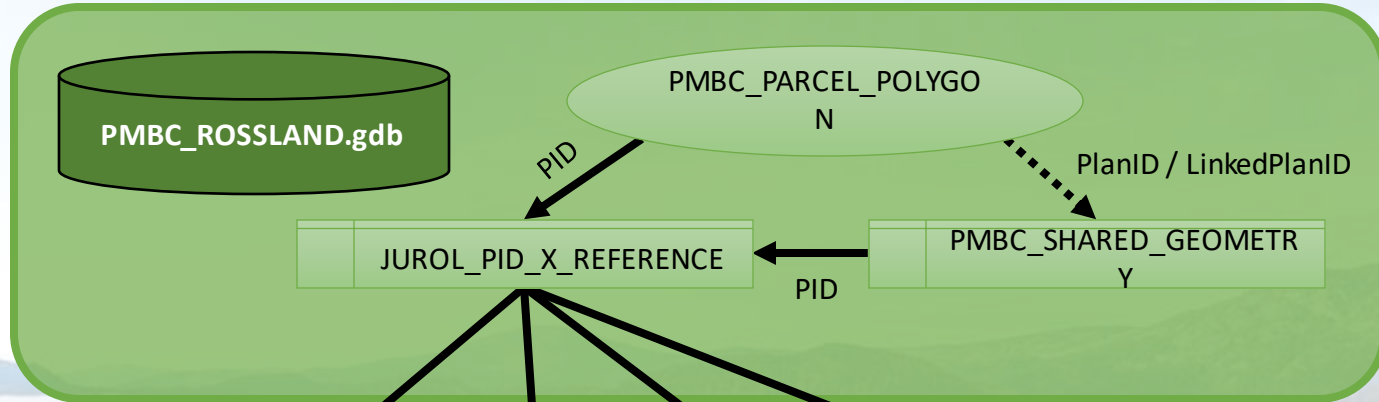 PMBC_PARCEL_POLYGO
N
PMBC_ROSSLAND.gdb
PID
PlanID / LinkedPlanID
JUROL_PID_X_REFERENCE
PMBC_SHARED_GEOMETR
Y
PID